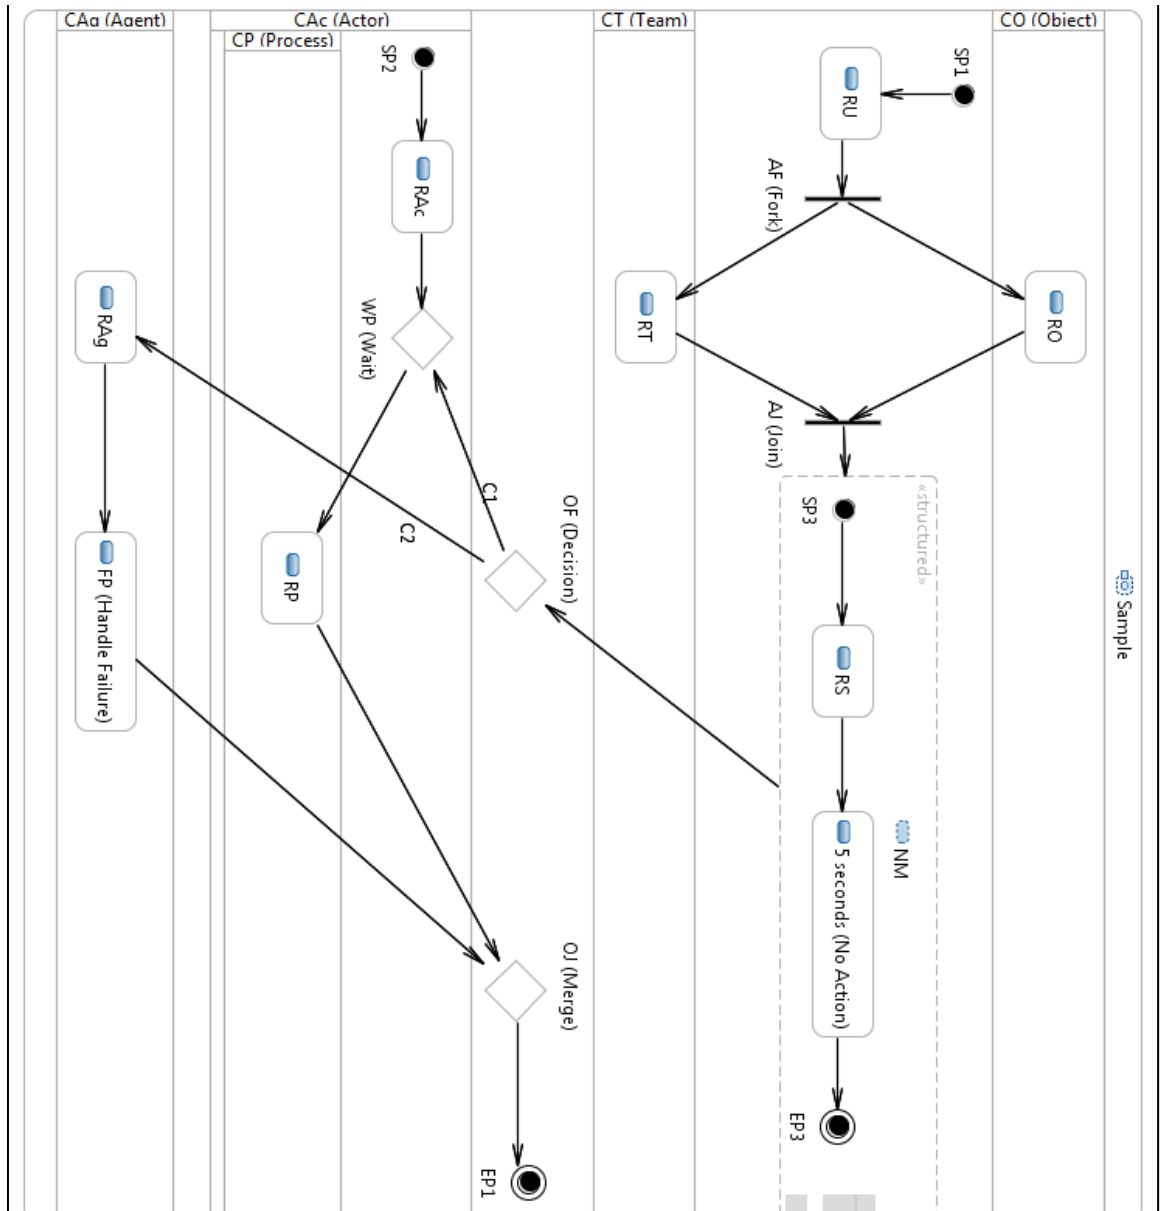 CAg (Agent)
CAc (Actor)
CT (Team)
CO (Object)
CP (Process)
SP2
SP1
RU
AF (Fork)
RAc
RAg
WP (Wait)
RT
RO
AJ (Join)
C1
C2
OF (Decision)
SP3
«structured»
Sample
RP
FP (Handle Failure)
RS
5 seconds (No Action)
NM
OJ (Merge)
EP3
EP1